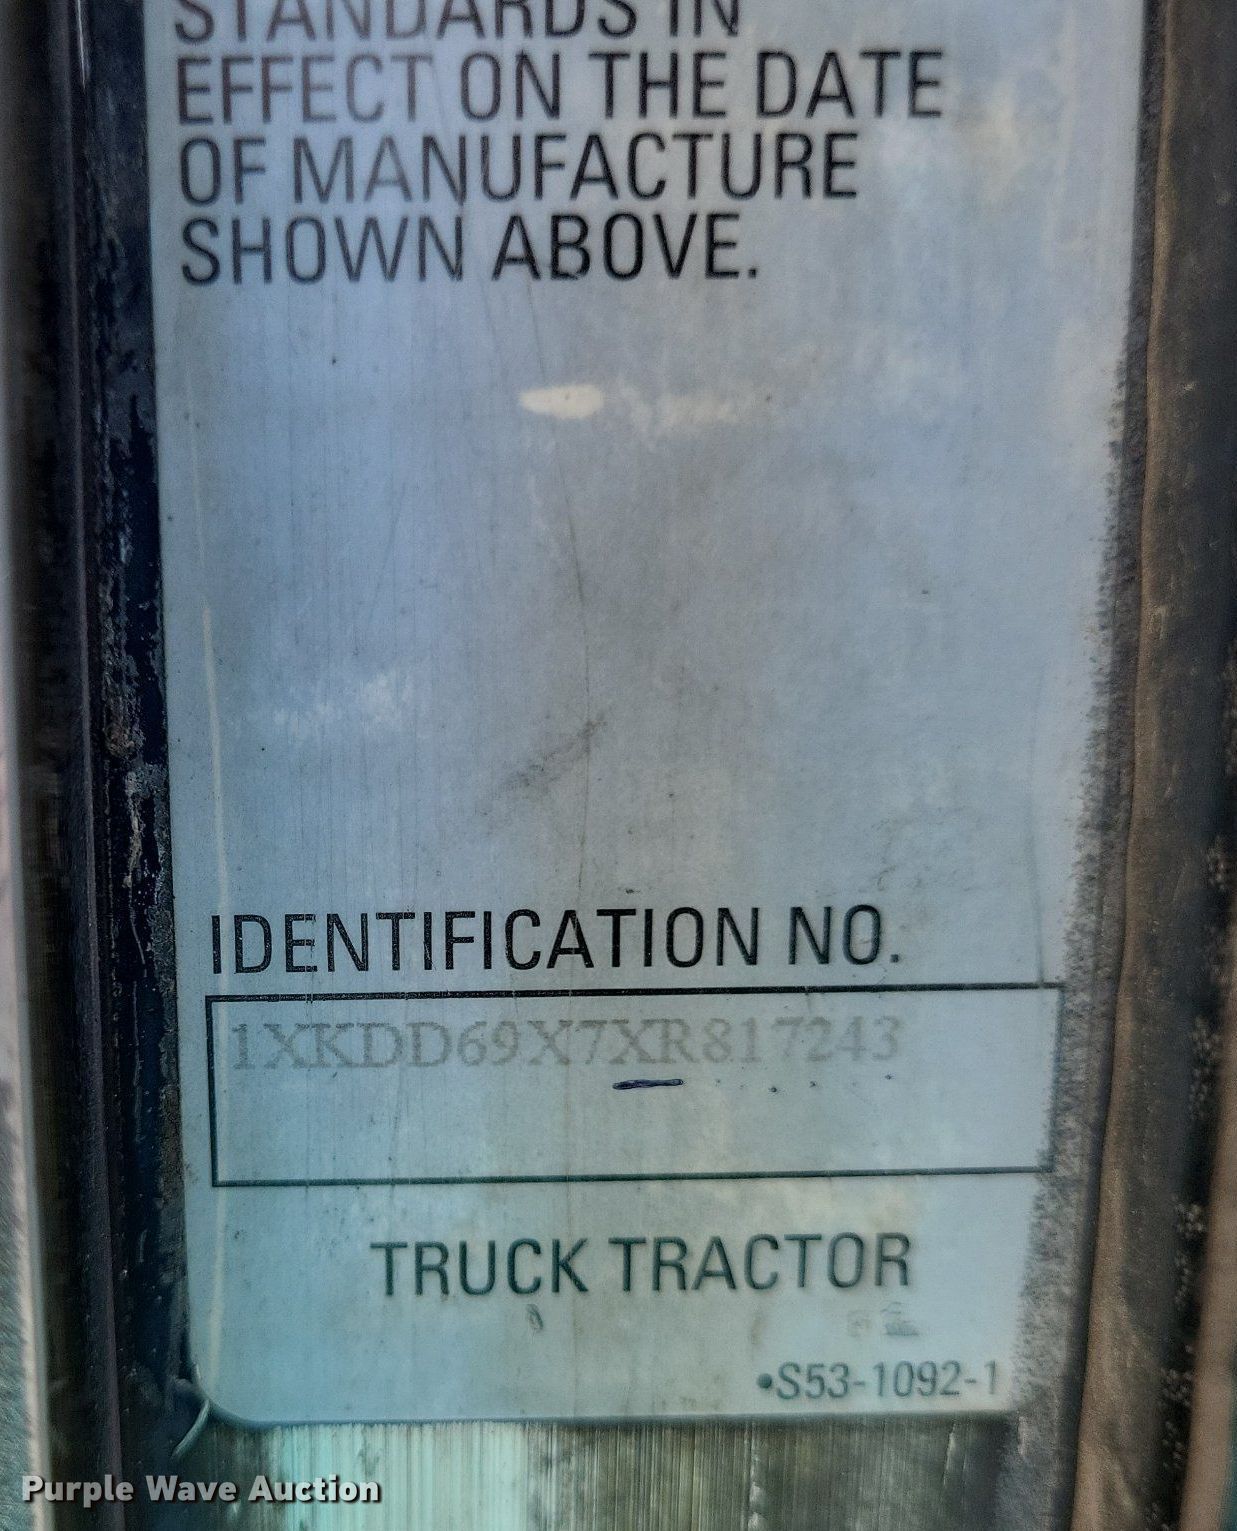 STANDARDS IN
EFFECT ON THE DATE
OF MANUFACTURE
SHOWN ABOVE.
IDENTIFICATION NO.
1XKDD69X7XR817243
TRUCK TRACTOR
•S53-1092-1
Purple Wave Auction